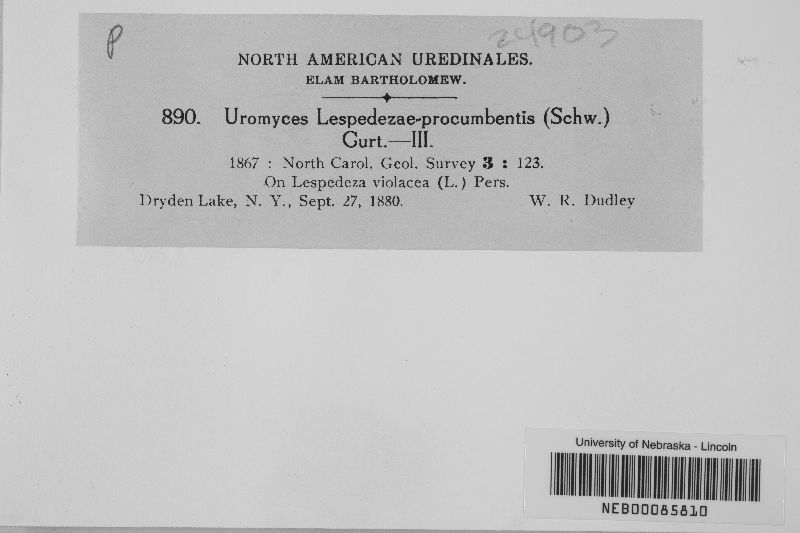 p
24903
NORTH AMERICAN UREDINALES.
ELAM BARTHOLOMEW.
890. Uromyces Lespedezae-procumbentis (Schw.)
Curt.—III.
1867 : North Carol. Geol. Survey 3 : 123.
On Lespedeza violacea (L.) Pers.
Dryden Lake, N. Y., Sept. 27, 1880. W. R. Dudley
University of Nebraska - Lincoln
NEB00085810